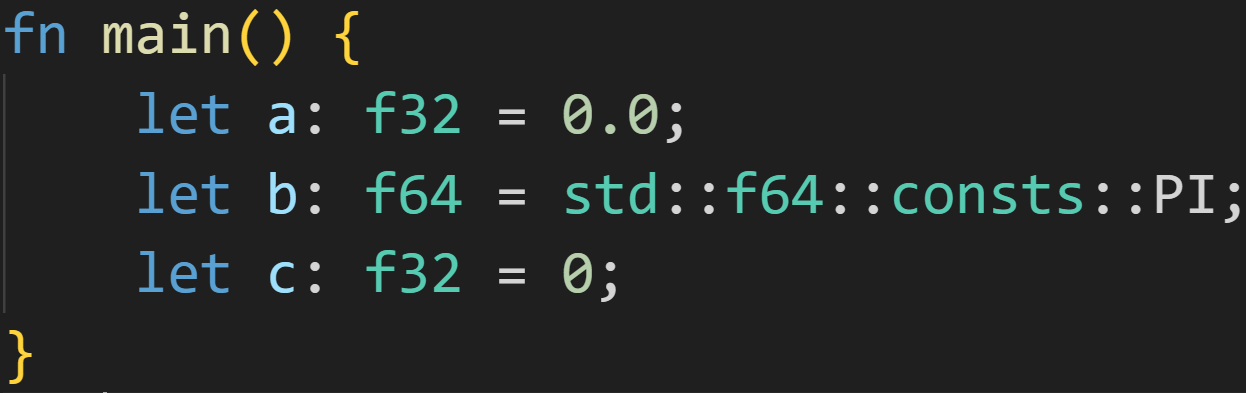 fn main() {
    let a: f32 = 0.0;
    let b: f64 = std::f64::consts::PI;
    let c: f32 = 0;
}